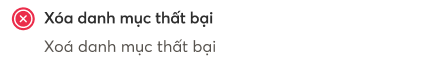 Xóa danh mục thất bại
Xoá danh mục thất bại